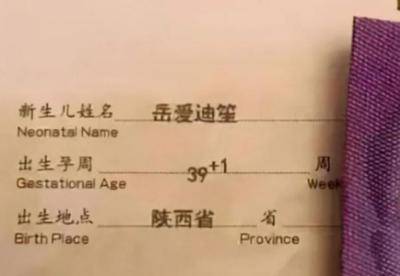 新生儿姓名 岳爱迪笙
Neonatal Name
出生孕周 39+1 周
Gestational Age Week
出生地点 陕西省 省
Birth Place Province